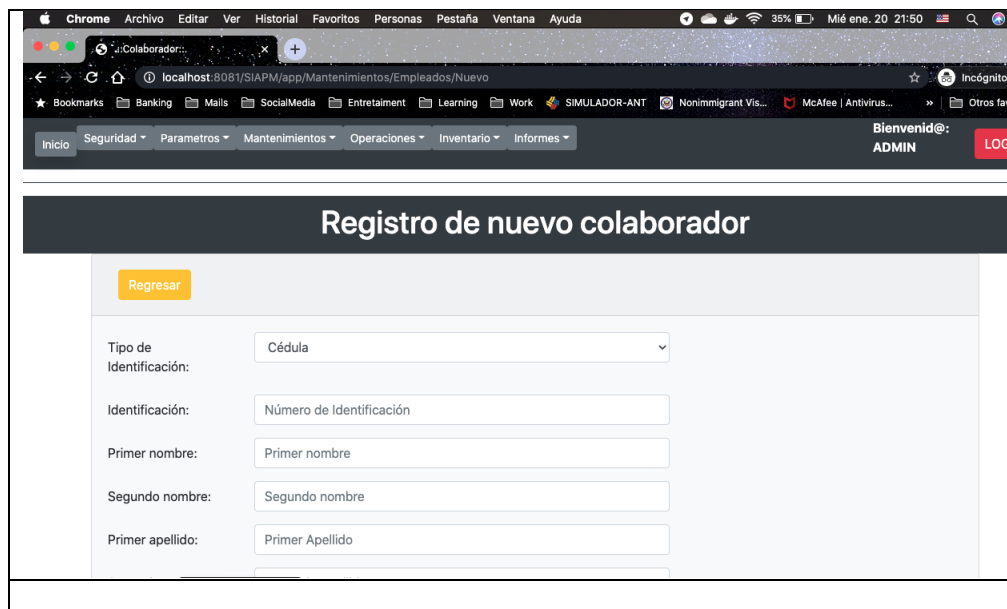 Chrome Archivo Editar Ver Historial Favoritos Personas Pestaña Ventana Ayuda 35% Mié ene. 20 21:50
.::Colaborador::.
localhost:8081/SIAPM/app/Mantenimientos/Empleados/Nuevo Incógnito
Bookmarks Banking Mails SocialMedia Entretaiment Learning Work SIMULADOR-ANT Nonimmigrant Vis... McAfee | Antivirus... » Otros fav
Inicio Seguridad Parametros Mantenimientos Operaciones Inventario Informes
Bienvenid@:
ADMIN
LOG
Registro de nuevo colaborador
Regresar
Tipo de
Identificación:
Cédula
Identificación: Número de Identificación
Primer nombre: Primer nombre
Segundo nombre: Segundo nombre
Primer apellido: Primer Apellido